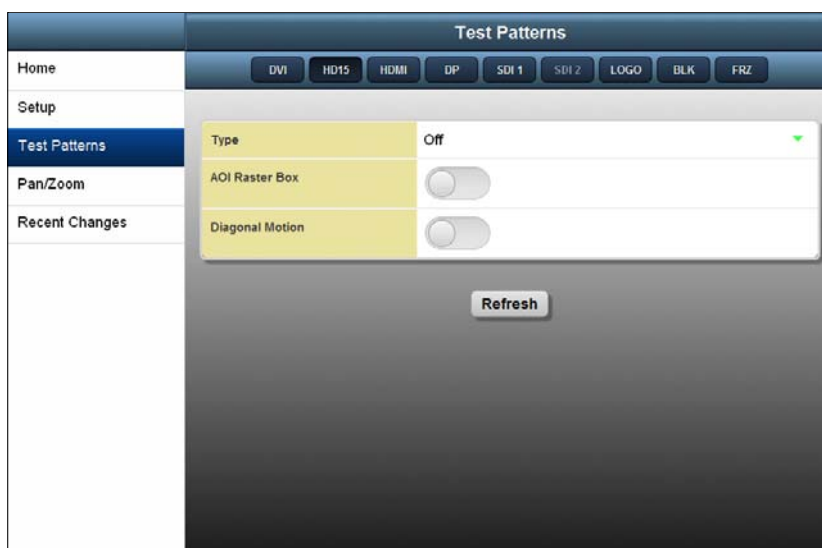 Test Patterns
Home
DVI HD15 HDMI DP SDI 1 SDI 2 LOGO BLK FRZ
Setup
Test Patterns
Type Off
Pan/Zoom
AOI Raster Box
Recent Changes
Diagonal Motion
Refresh